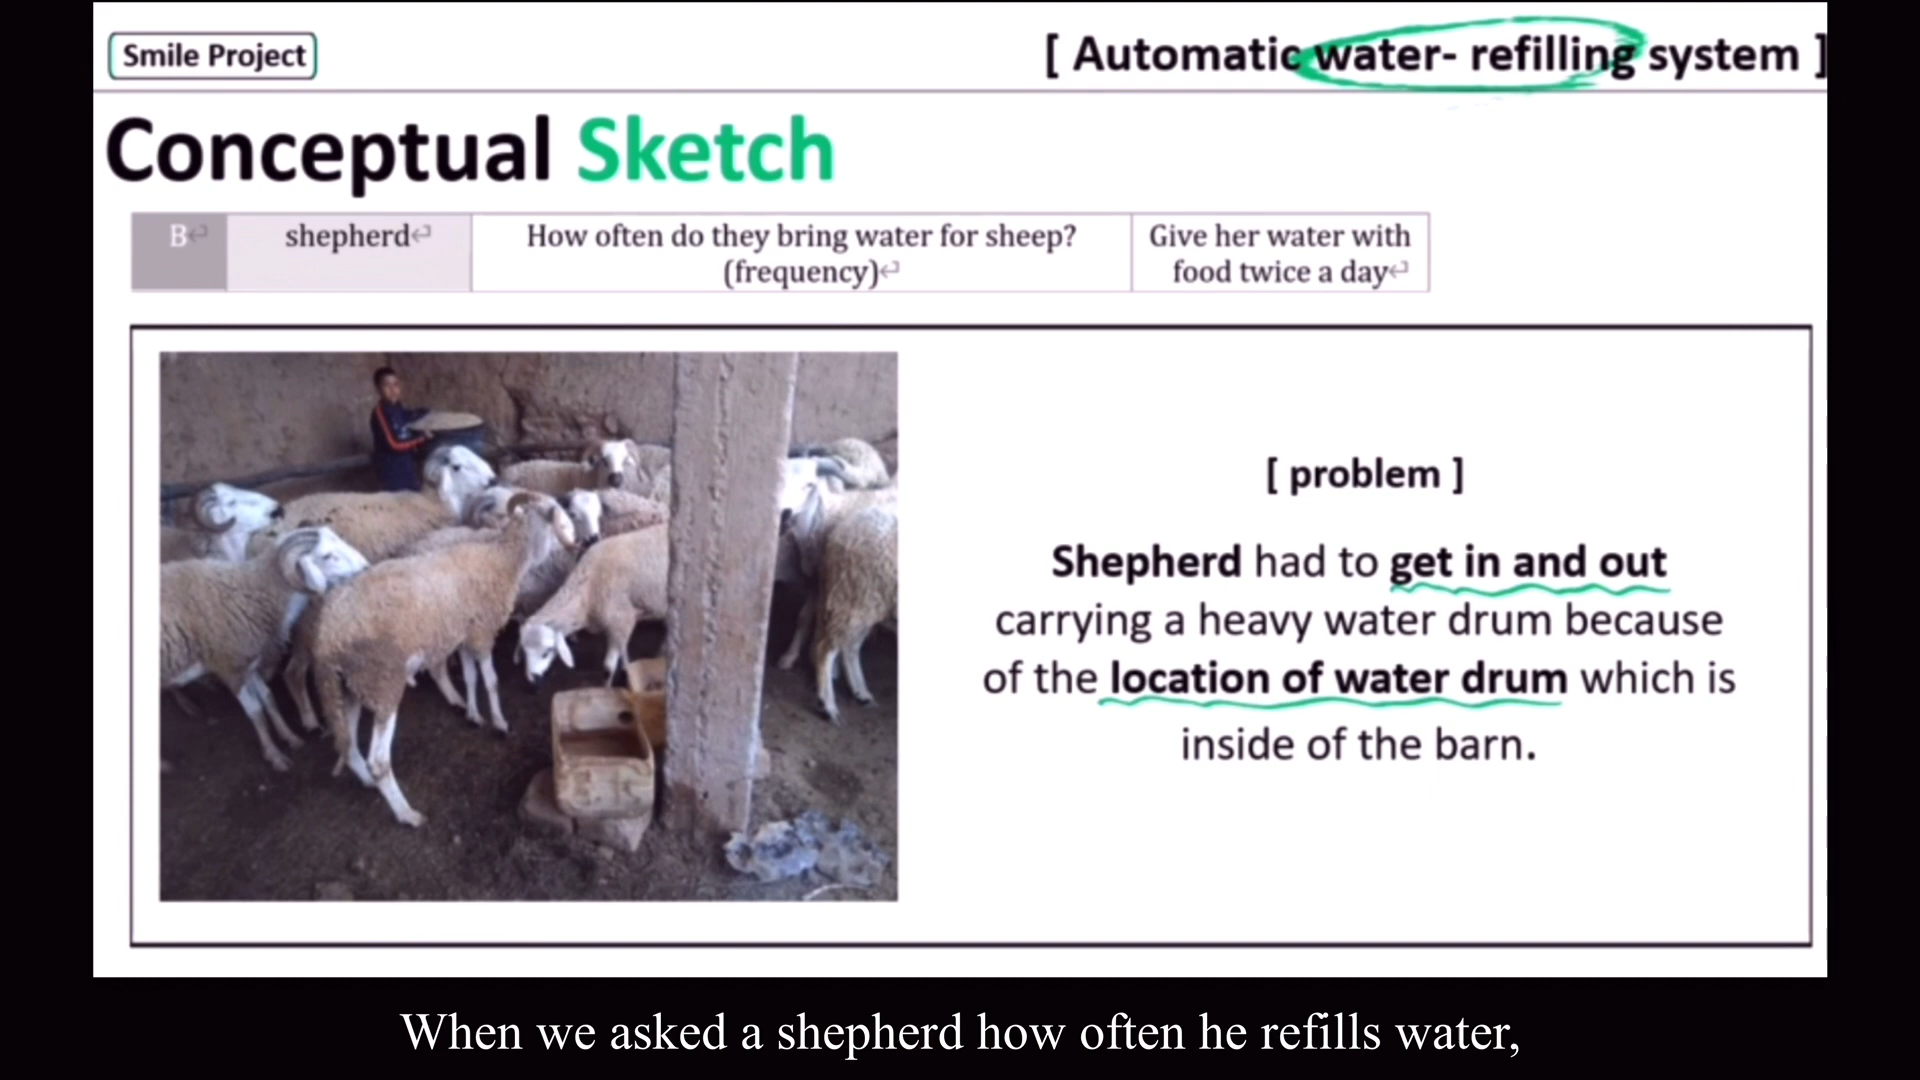 Smile Project
[ Automatic water- refilling system ]
Conceptual Sketch
B↵
shepherd↵
How often do they bring water for sheep?
(frequency)↵
Give her water with
food twice a day↵
[ problem ]
Shepherd had to get in and out
carrying a heavy water drum because
of the location of water drum which is
inside of the barn.
When we asked a shepherd how often he refills water,